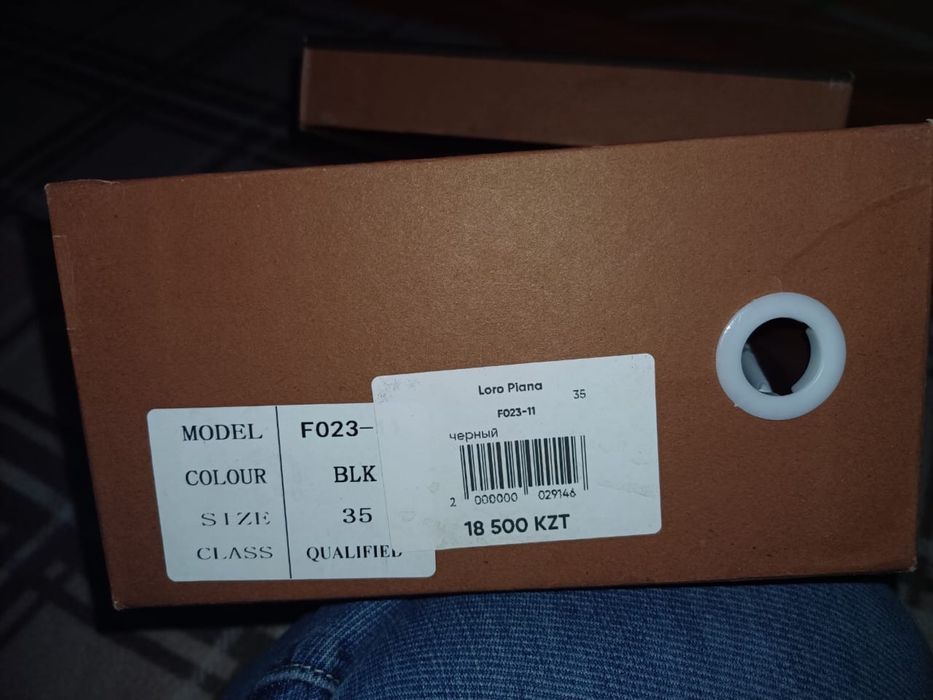 MODEL F023-
COLOUR BLK
SIZE 35
CLASS QUALIFIED
Loro Piana 35
F023-11
черный
2 000000 029146
18 500 KZT